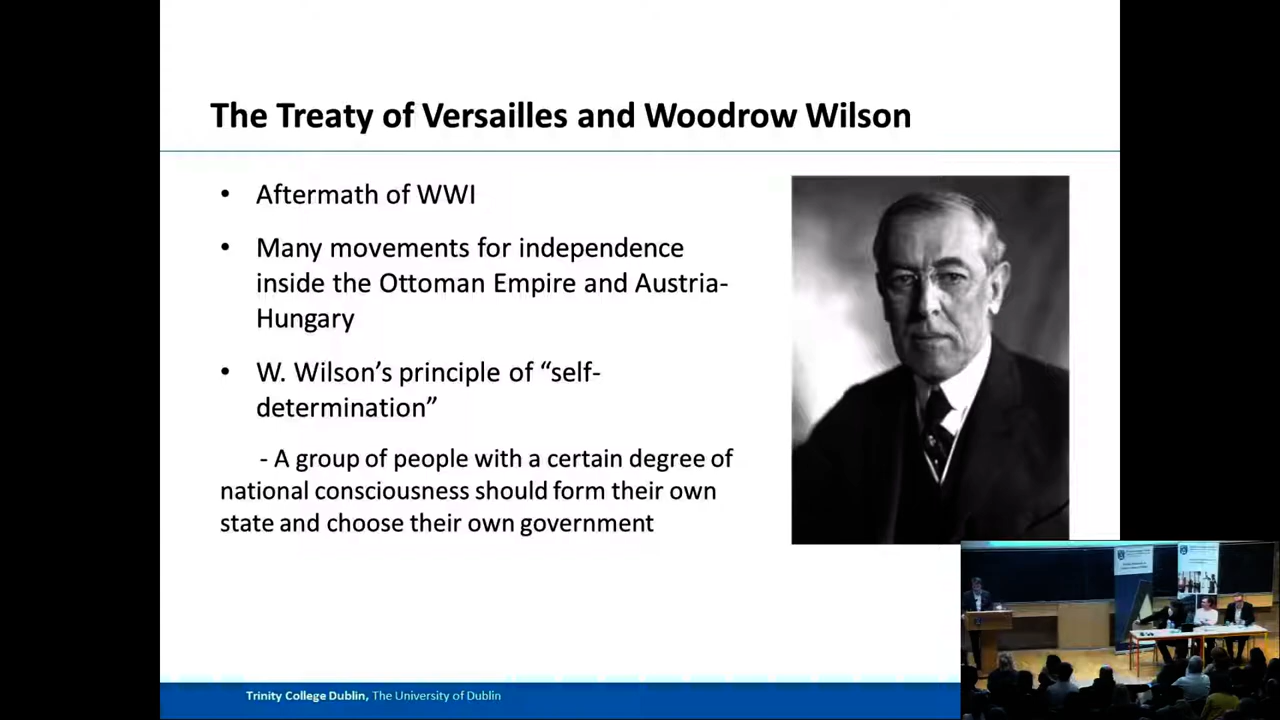 The Treaty of Versailles and Woodrow Wilson
• Aftermath of WWI
• Many movements for independence
inside the Ottoman Empire and Austria-
Hungary
• W. Wilson’s principle of “self-
determination”
- A group of people with a certain degree of
national consciousness should form their own
state and choose their own government
Trinity College Dublin, The University of Dublin